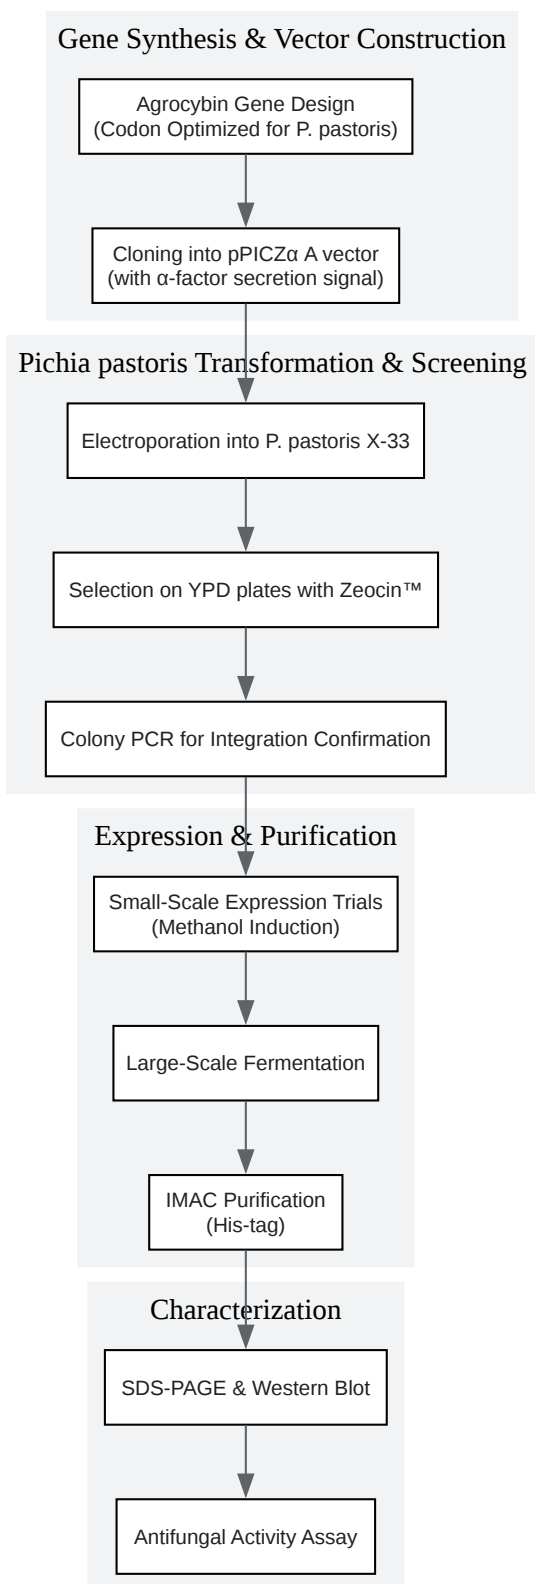 Gene Synthesis & Vector Construction
Agrocybin Gene Design
(Codon Optimized for P. pastoris)
Cloning into pPICZα A vector
(with α-factor secretion signal)
Pichia pastoris Transformation & Screening
Electroporation into P. pastoris X-33
Selection on YPD plates with Zeocin™
Colony PCR for Integration Confirmation
Expression & Purification
Small-Scale Expression Trials
(Methanol Induction)
Large-Scale Fermentation
IMAC Purification
(His-tag)
Characterization
SDS-PAGE & Western Blot
Antifungal Activity Assay